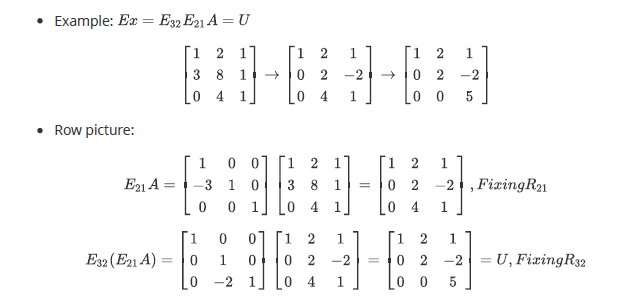 • Example: Ex = E₃₂E₂₁A = U
[1 2 1; 3 8 1; 0 4 1] → [1 2 1; 0 2 −2; 0 4 1] → [1 2 1; 0 2 −2; 0 0 5]
• Row picture:
E₂₁A = [1 0 0; −3 1 0; 0 0 1] [1 2 1; 3 8 1; 0 4 1] = [1 2 1; 0 2 −2; 0 4 1], FixingR₂₁
E₃₂(E₂₁A) = [1 0 0; 0 1 0; 0 −2 1] [1 2 1; 0 2 −2; 0 4 1] = [1 2 1; 0 2 −2; 0 0 5] = U, FixingR₃₂